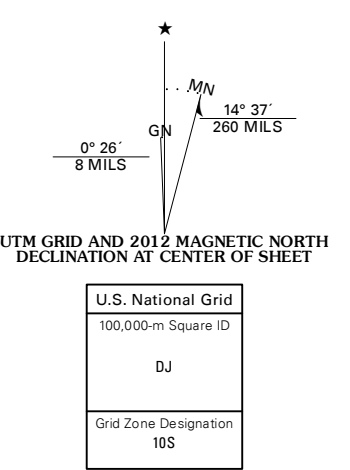 ★
MN
GN
14° 37´
260 MILS
0° 26´
8 MILS
UTM GRID AND 2012 MAGNETIC NORTH
DECLINATION AT CENTER OF SHEET
U.S. National Grid
100,000-m Square ID
DJ
Grid Zone Designation
10S